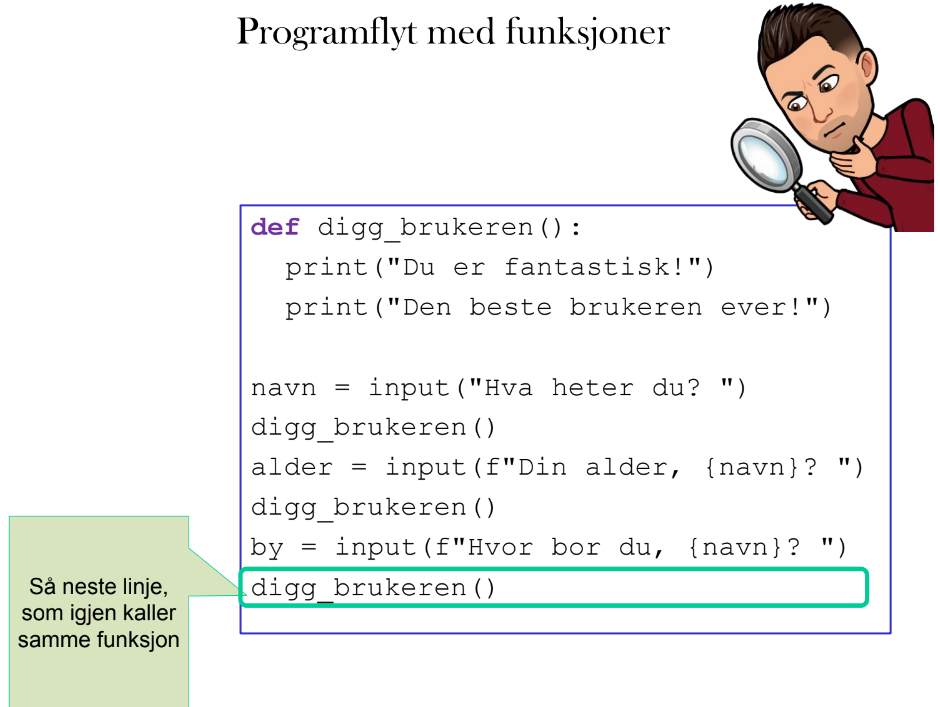 Programflyt med funksjoner
def digg_brukeren():
  print("Du er fantastisk!")
  print("Den beste brukeren ever!")
navn = input("Hva heter du? ")
digg_brukeren()
alder = input(f"Din alder, {navn}? ")
digg_brukeren()
by = input(f"Hvor bor du, {navn}? ")
digg_brukeren()
Så neste linje,
som igjen kaller
samme funksjon